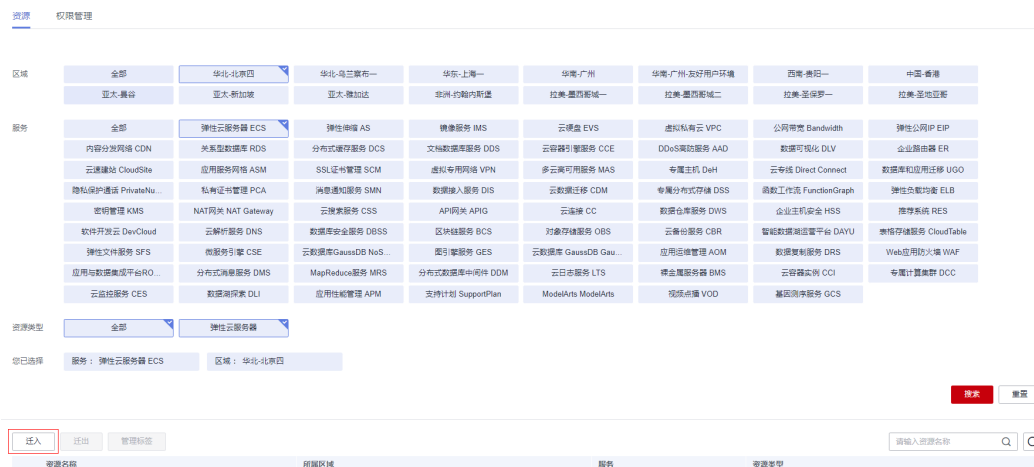 资源 权限管理
区域 全部 华北-北京四 华北-乌兰察布一 华东-上海一 华南-广州 华南-广州-友好用户环境 西南-贵阳一 中国-香港
亚太-曼谷 亚太-新加坡 亚太-雅加达 非洲-约翰内斯堡 拉美-墨西哥城一 拉美-墨西哥城二 拉美-圣保罗一 拉美-圣地亚哥
服务 全部 弹性云服务器 ECS 弹性伸缩 AS 镜像服务 IMS 云硬盘 EVS 虚拟私有云 VPC 公网带宽 Bandwidth 弹性公网IP EIP
内容分发网络 CDN 关系型数据库 RDS 分布式缓存服务 DCS 文档数据库服务 DDS 云容器引擎服务 CCE DDoS高防服务 AAD 数据可视化 DLV 企业路由器 ER
云速建站 CloudSite 应用服务网格 ASM SSL证书管理 SCM 虚拟专用网络 VPN 多云高可用服务 MAS 专属主机 DeH 云专线 Direct Connect 数据库和应用迁移 UGO
隐私保护通话 PrivateNu... 私有证书管理 PCA 消息通知服务 SMN 数据接入服务 DIS 云数据迁移 CDM 专属分布式存储 DSS 函数工作流 FunctionGraph 弹性负载均衡 ELB
密钥管理 KMS NAT网关 NAT Gateway 云搜索服务 CSS API网关 APIG 云连接 CC 数据仓库服务 DWS 企业主机安全 HSS 推荐系统 RES
软件开发云 DevCloud 云解析服务 DNS 数据库安全服务 DBSS 区块链服务 BCS 对象存储服务 OBS 云备份服务 CBR 智能数据湖运营平台 DAYU 表格存储服务 CloudTable
弹性文件服务 SFS 微服务引擎 CSE 云数据库GaussDB NoS... 图引擎服务 GES 云数据库 GaussDB Gau... 应用运维管理 AOM 数据复制服务 DRS Web应用防火墙 WAF
应用与数据集成平台RO... 分布式消息服务 DMS MapReduce服务 MRS 分布式数据库中间件 DDM 云日志服务 LTS 裸金属服务器 BMS 云容器实例 CCI 专属计算集群 DCC
云监控服务 CES 数据湖探索 DLI 应用性能管理 APM 支持计划 SupportPlan ModelArts ModelArts 视频点播 VOD 基因测序服务 GCS
资源类型 全部 弹性云服务器
您已选择 服务： 弹性云服务器 ECS 区域： 华北-北京四
搜索 重置
迁入 迁出 管理标签 请输入资源名称
资源名称 所属区域 服务 资源类型